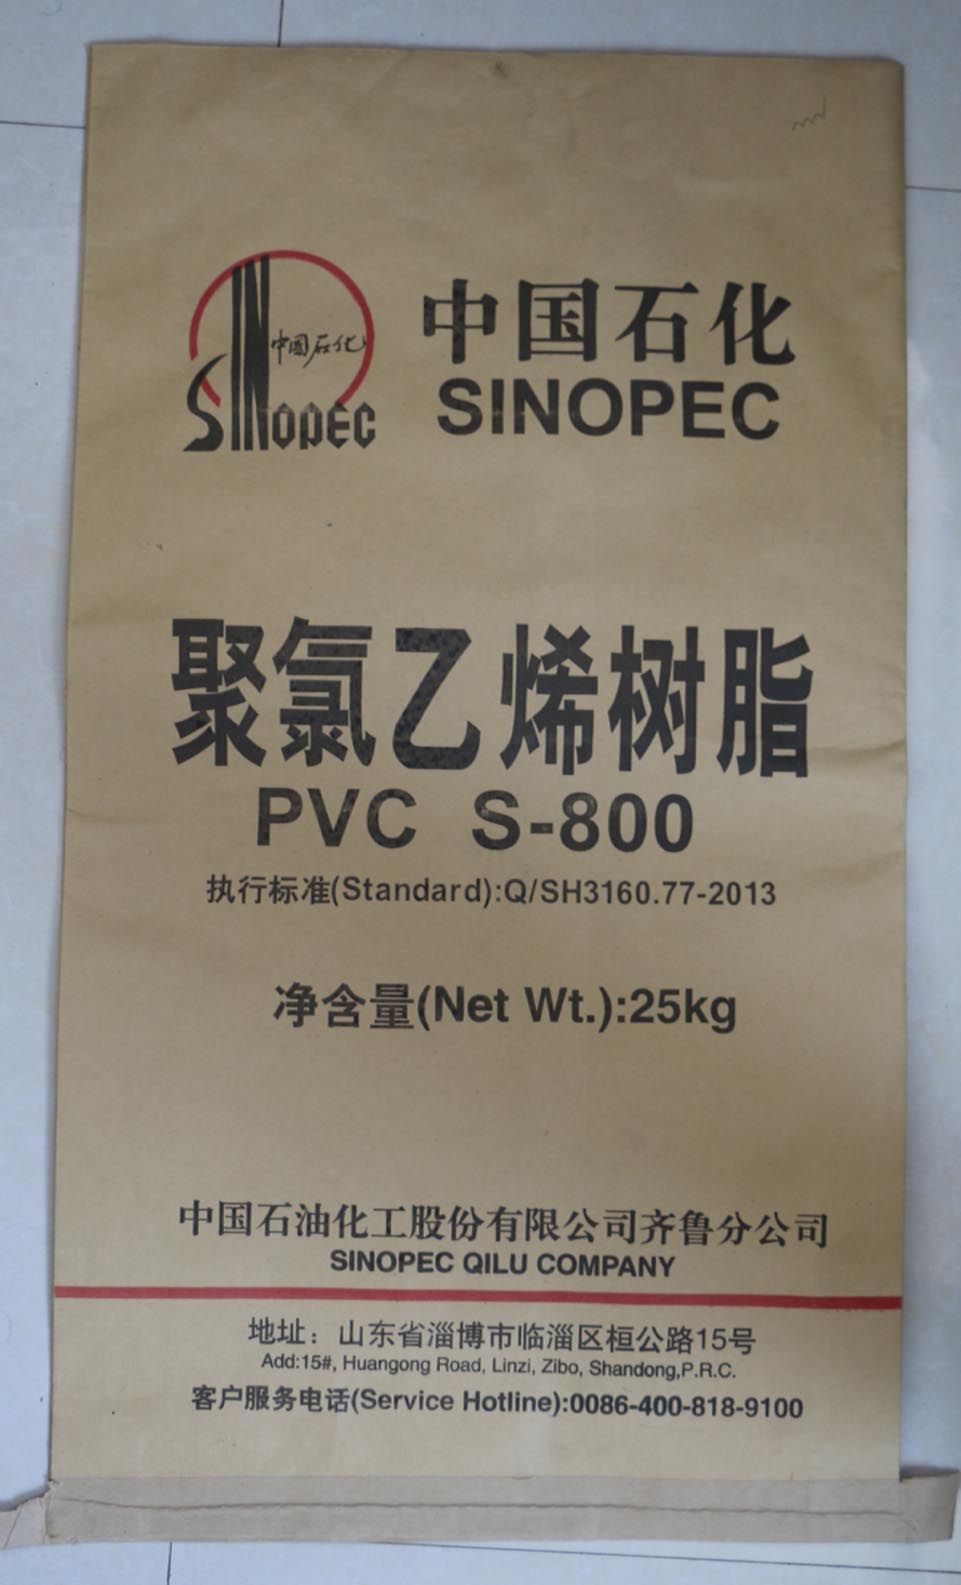 中国石化
SINOPEC
中国石化
SINOPEC
聚氯乙烯树脂
PVC S-800
执行标准(Standard):Q/SH3160.77-2013
净含量(Net Wt.):25kg
中国石油化工股份有限公司齐鲁分公司
SINOPEC QILU COMPANY
地址：山东省淄博市临淄区桓公路15号
Add:15#, Huangong Road, Linzi, Zibo, Shandong,P.R.C.
客户服务电话(Service Hotline):0086-400-818-9100